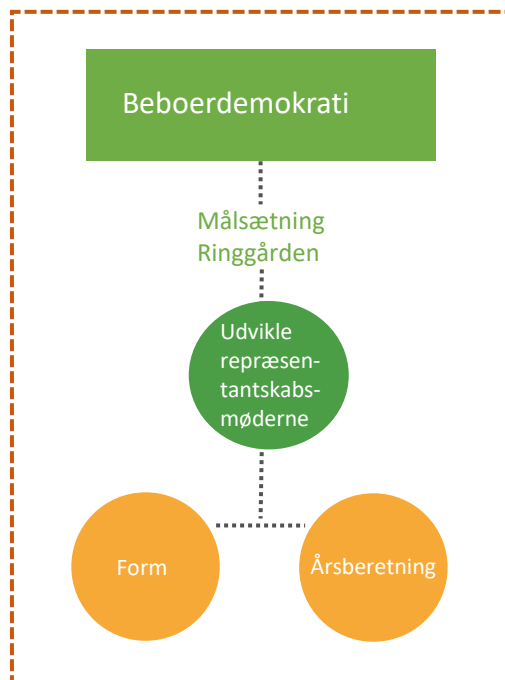 Beboerdemokrati
Målsætning
Ringgården
Udvikle
repræsen-
tantskabs-
møderne
Form
Årsberetning